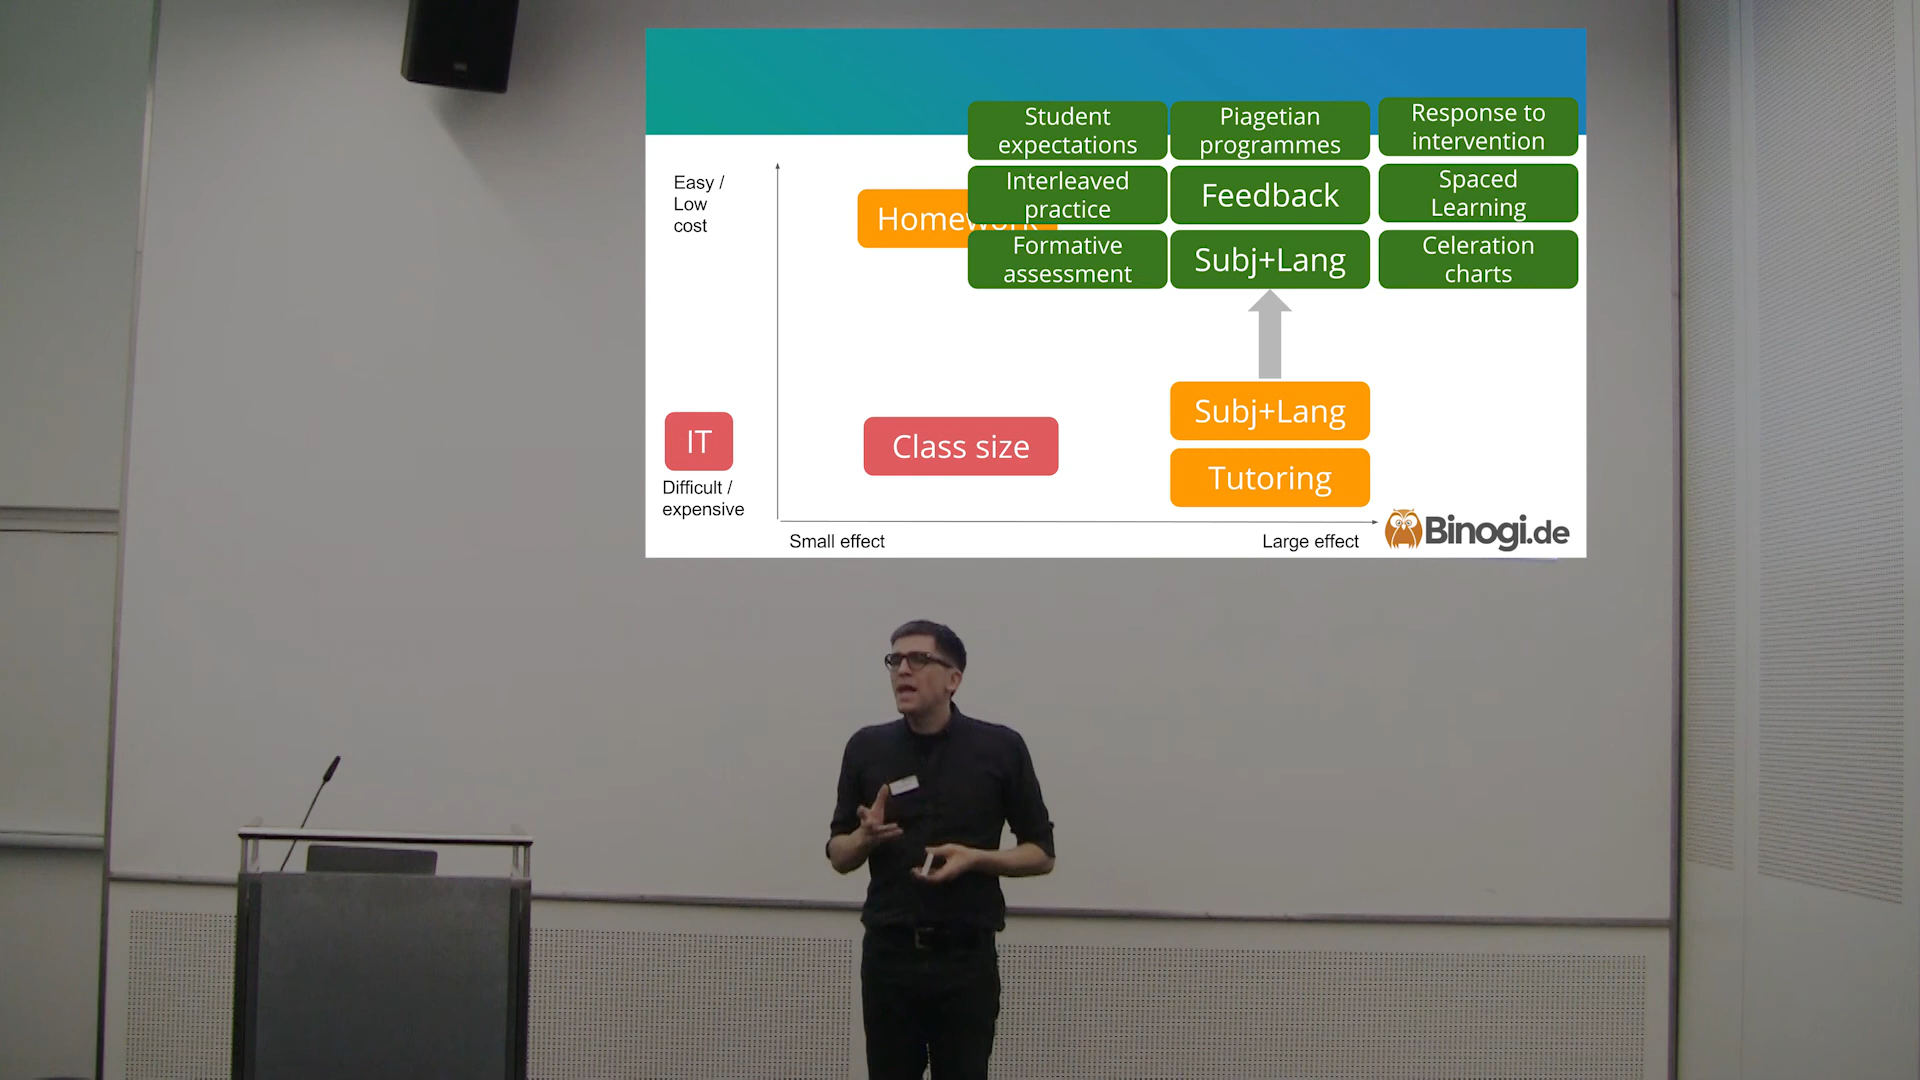 Student
expectations
Piagetian
programmes
Response to
intervention
Easy /
Low
cost
Homework
Interleaved
practice
Feedback
Spaced
Learning
Formative
assessment
Subj+Lang
Celeration
charts
Subj+Lang
IT
Class size
Tutoring
Difficult /
expensive
Small effect
Large effect
Binogi.de